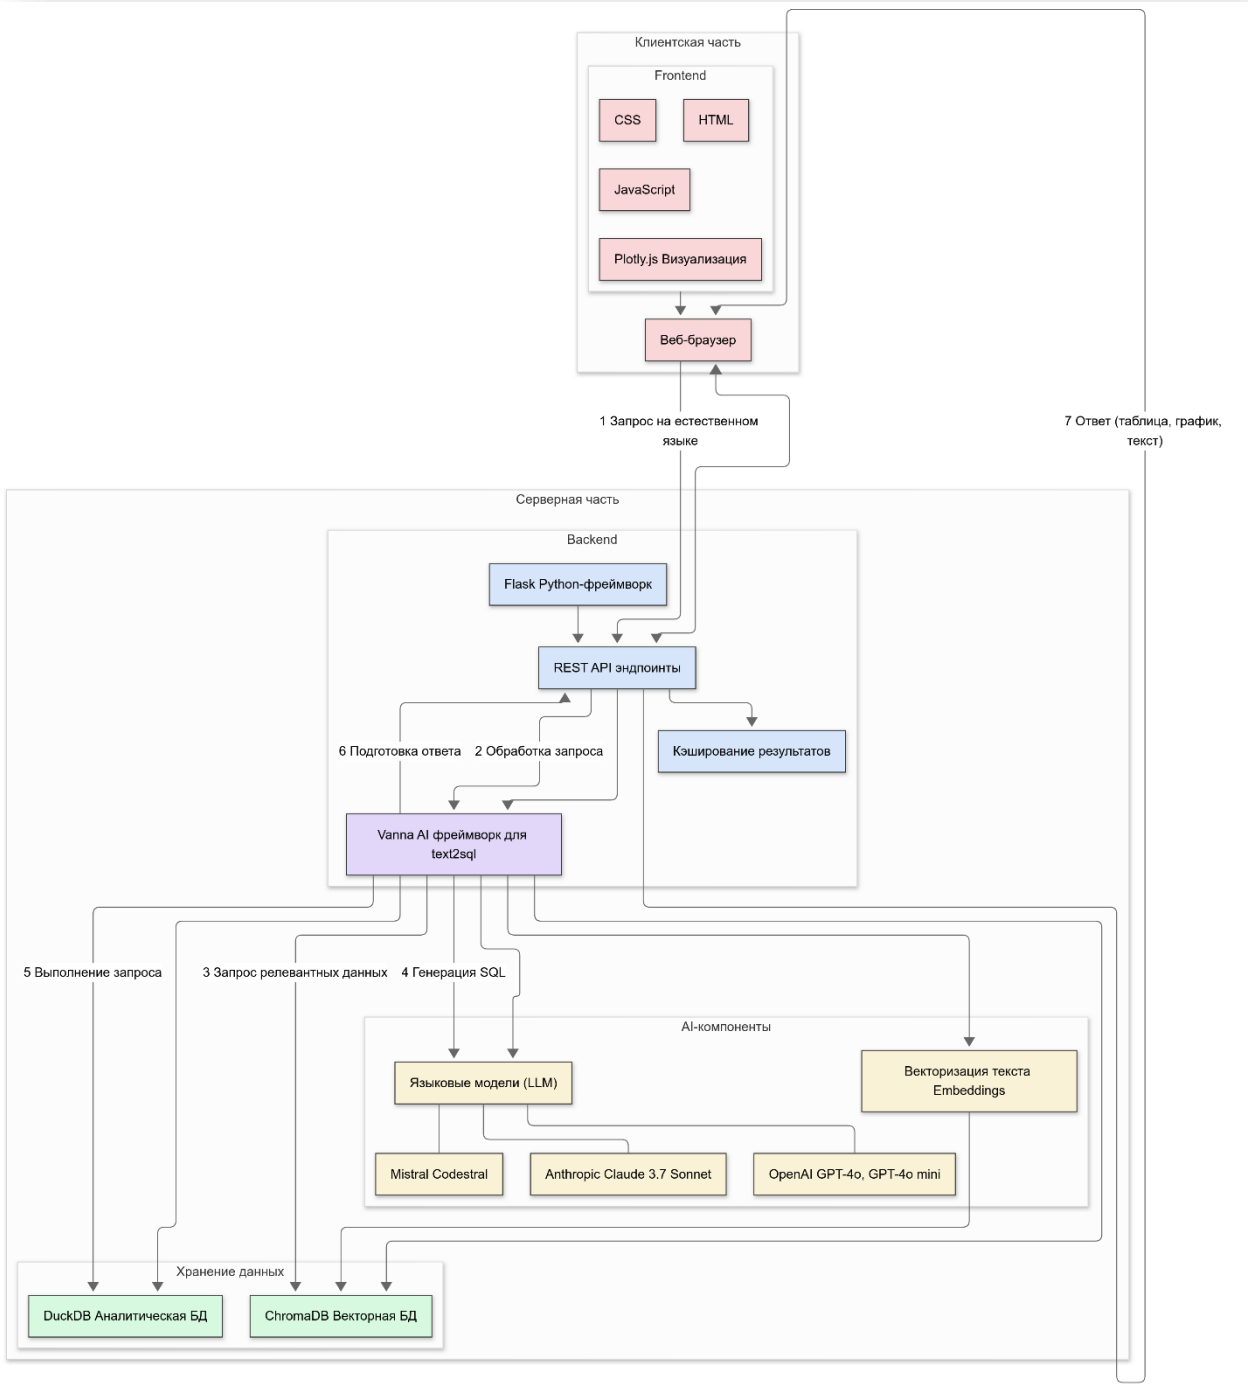 Клиентская часть
Frontend
CSS
HTML
JavaScript
Plotly.js Визуализация
Веб-браузер
1 Запрос на естественном
языке
7 Ответ (таблица, график,
текст)
Серверная часть
Backend
Flask Python-фреймворк
REST API эндпоинты
6 Подготовка ответа
2 Обработка запроса
Кэширование результатов
Vanna AI фреймворк для
text2sql
5 Выполнение запроса
3 Запрос релевантных данных
4 Генерация SQL
AI-компоненты
Языковые модели (LLM)
Векторизация текста
Embeddings
Mistral Codestral
Anthropic Claude 3.7 Sonnet
OpenAI GPT-4o, GPT-4o mini
Хранение данных
DuckDB Аналитическая БД
ChromaDB Векторная БД